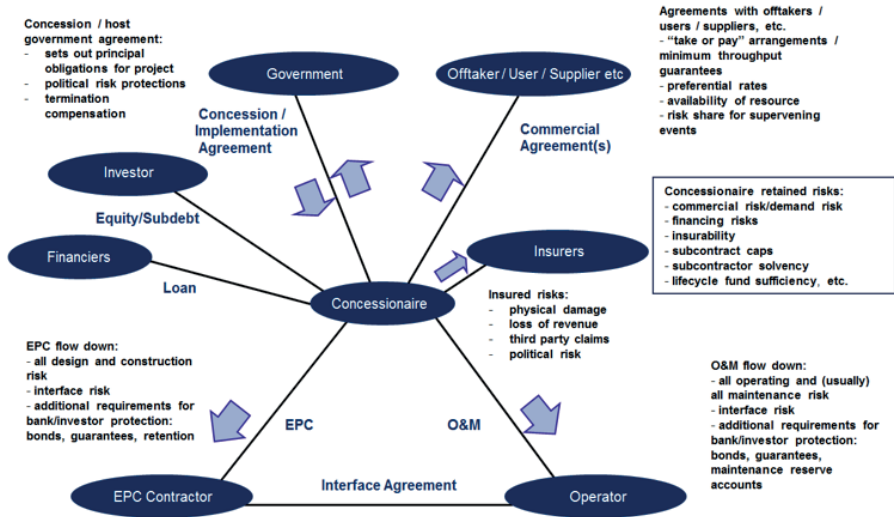 Concession / host
government agreement:
- sets out principal
obligations for project
- political risk protections
- termination
compensation
Government
Offtaker / User / Supplier etc
Agreements with offtakers /
users / suppliers, etc.
- “take or pay” arrangements /
minimum throughput
guarantees
- preferential rates
- availability of resource
- risk share for supervening
events
Concession /
Implementation
Agreement
Commercial
Agreement(s)
Investor
Equity/Subdebt
Financiers
Loan
Concessionaire
Insurers
Concessionaire retained risks:
- commercial risk/demand risk
- financing risks
- insurability
- subcontract caps
- subcontractor solvency
- lifecycle fund sufficiency, etc.
Insured risks:
- physical damage
- loss of revenue
- third party claims
- political risk
EPC flow down:
- all design and construction
risk
- interface risk
- additional requirements for
bank/investor protection:
bonds, guarantees, retention
EPC
O&M
O&M flow down:
- all operating and (usually)
all maintenance risk
- interface risk
- additional requirements for
bank/investor protection:
bonds, guarantees,
maintenance reserve
accounts
EPC Contractor
Interface Agreement
Operator